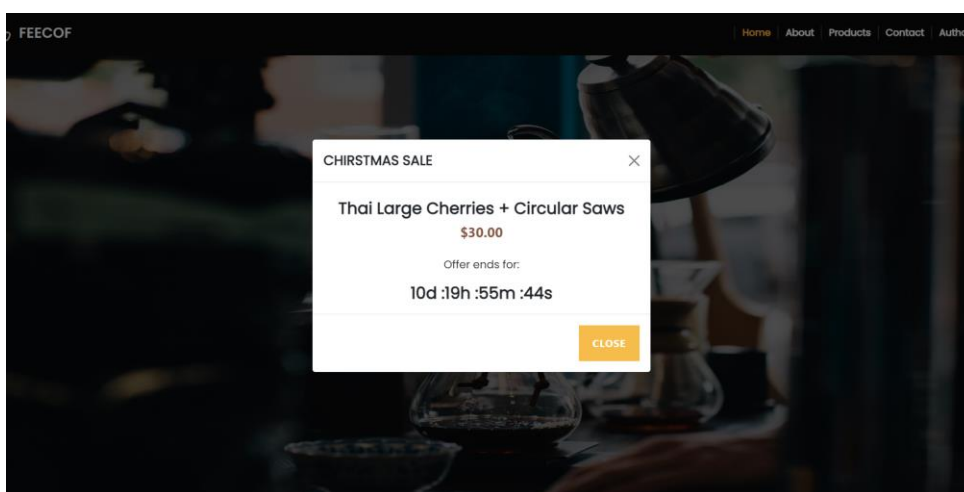 FEECOF
Home About Products Contact
CHIRSTMAS SALE
Thai Large Cherries + Circular Saws
$30.00
Offer ends for:
10d :19h :55m :44s
CLOSE